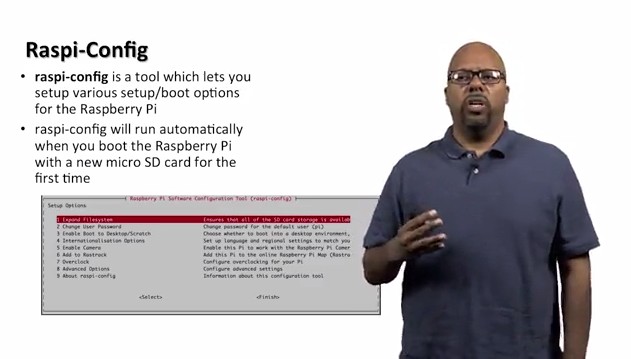 Raspi-Config
• raspi-config is a tool which lets you
setup various setup/boot options
for the Raspberry Pi
• raspi-config will run automatically
when you boot the Raspberry Pi
with a new micro SD card for the
first time
Raspberry Pi Software Configuration Tool (raspi-config)
Setup Options
1 Expand Filesystem Ensures that all of the SD card storage is availab
2 Change User Password Change password for the default user (pi)
3 Enable Boot to Desktop/Scratch Choose whether to boot into a desktop environment,
4 Internationalisation Options Set up language and regional settings to match you
5 Enable Camera Enable this Pi to work with the Raspberry Pi Camer
6 Add to Rastrack Add this Pi to the online Raspberry Pi Map (Rastra
7 Overclock Configure overclocking for your Pi
8 Advanced Options Configure advanced settings
9 About raspi-config Information about this configuration tool
<Select> <Finish>